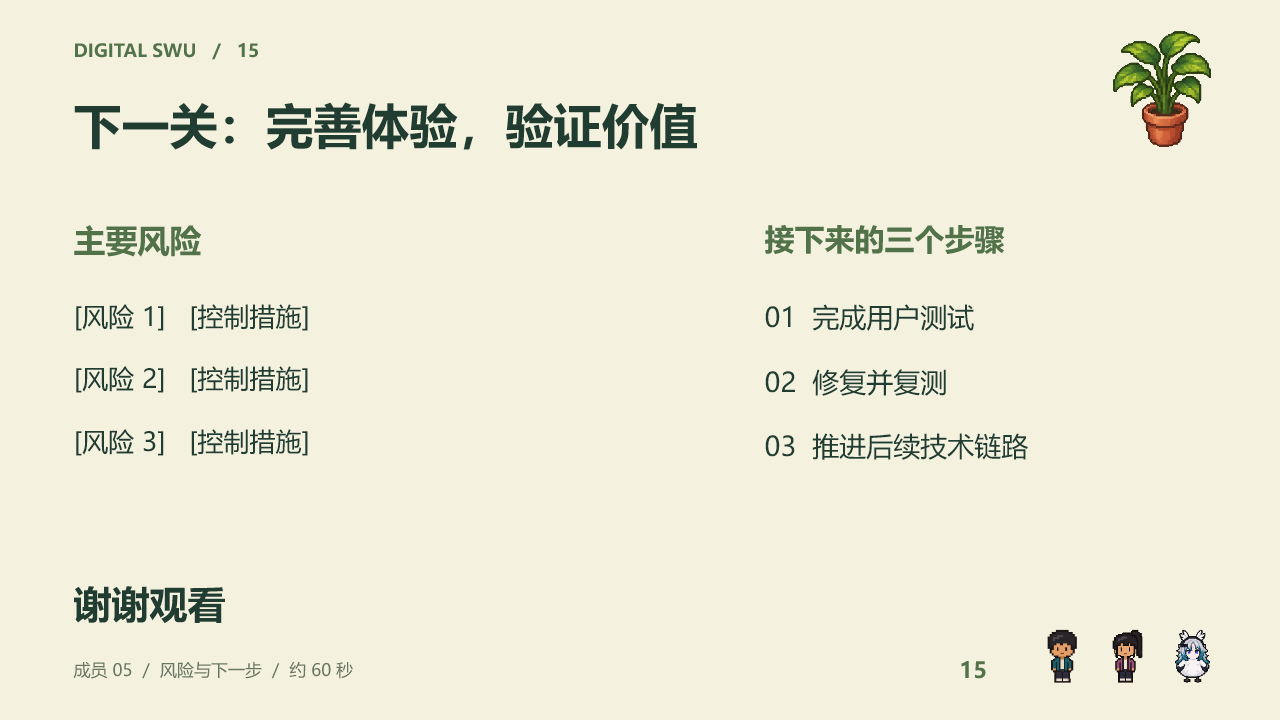 DIGITAL SWU / 15
下一关：完善体验，验证价值
主要风险
[风险 1] [控制措施]
[风险 2] [控制措施]
[风险 3] [控制措施]
接下来的三个步骤
01 完成用户测试
02 修复并复测
03 推进后续技术链路
谢谢观看
成员 05 / 风险与下一步 / 约 60 秒
15